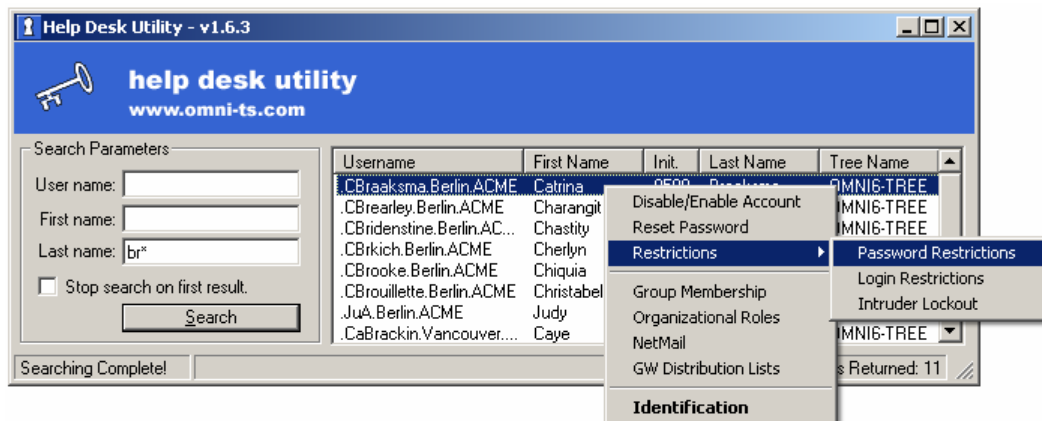 Help Desk Utility - v1.6.3
help desk utility
www.omni-ts.com
Search Parameters
User name:
First name:
Last name: br*
Stop search on first result.
Search
Username First Name Init. Last Name Tree Name
.CBraaksma.Berlin.ACME Catrina OMNI6-TREE
.CBrearley.Berlin.ACME Charangit MNI6-TREE
.CBridenstine.Berlin.AC... Chastity MNI6-TREE
.CBrkich.Berlin.ACME Cherlyn
.CBrooke.Berlin.ACME Chiquia
.CBrouillette.Berlin.ACME Christabel
.JuA.Berlin.ACME Judy
.CaBrackin.Vancouver.... Caye MNI6-TREE
Disable/Enable Account
Reset Password
Restrictions
Group Membership
Organizational Roles
NetMail
GW Distribution Lists
Identification
Password Restrictions
Login Restrictions
Intruder Lockout
Searching Complete! s Returned: 11